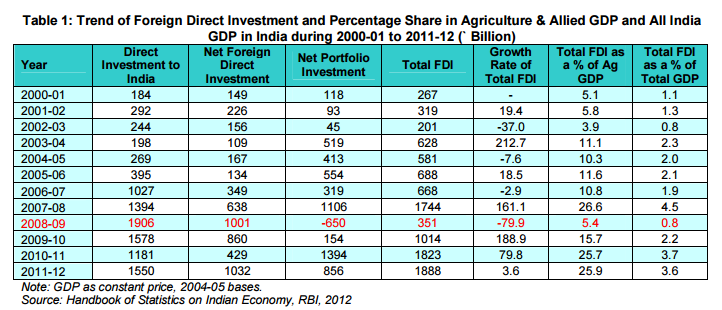 Table 1: Trend of Foreign Direct Investment and Percentage Share in Agriculture & Allied GDP and All India
GDP in India during 2000-01 to 2011-12 (` Billion)
Year Direct Investment to India Net Foreign Direct Investment Net Portfolio Investment Total FDI Growth Rate of Total FDI Total FDI as a % of Ag GDP Total FDI as a % of Total GDP
2000-01 184 149 118 267 - 5.1 1.1
2001-02 292 226 93 319 19.4 5.8 1.3
2002-03 244 156 45 201 -37.0 3.9 0.8
2003-04 198 109 519 628 212.7 11.1 2.3
2004-05 269 167 413 581 -7.6 10.3 2.0
2005-06 395 134 554 688 18.5 11.6 2.1
2006-07 1027 349 319 668 -2.9 10.8 1.9
2007-08 1394 638 1106 1744 161.1 26.6 4.5
2008-09 1906 1001 -650 351 -79.9 5.4 0.8
2009-10 1578 860 154 1014 188.9 15.7 2.2
2010-11 1181 429 1394 1823 79.8 25.7 3.7
2011-12 1550 1032 856 1888 3.6 25.9 3.6
Note: GDP as constant price, 2004-05 bases.
Source: Handbook of Statistics on Indian Economy, RBI, 2012